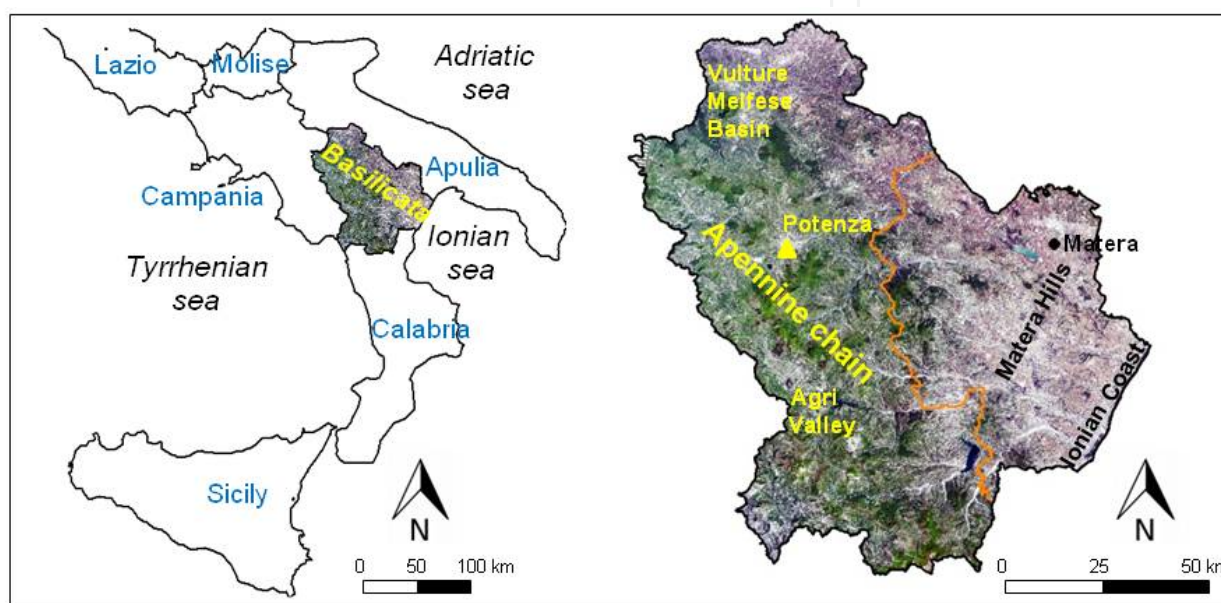 Lazio
Molise
Adriatic
sea
Basilicata
Apulia
Campania
Ionian
sea
Tyrrhenian
sea
Calabria
Sicily
N
0 50 100 km
Vulture
Melfese
Basin
Potenza
Matera
Apennine chain
Matera Hills
Agri
Valley
Ionian Coast
N
0 25 50 km